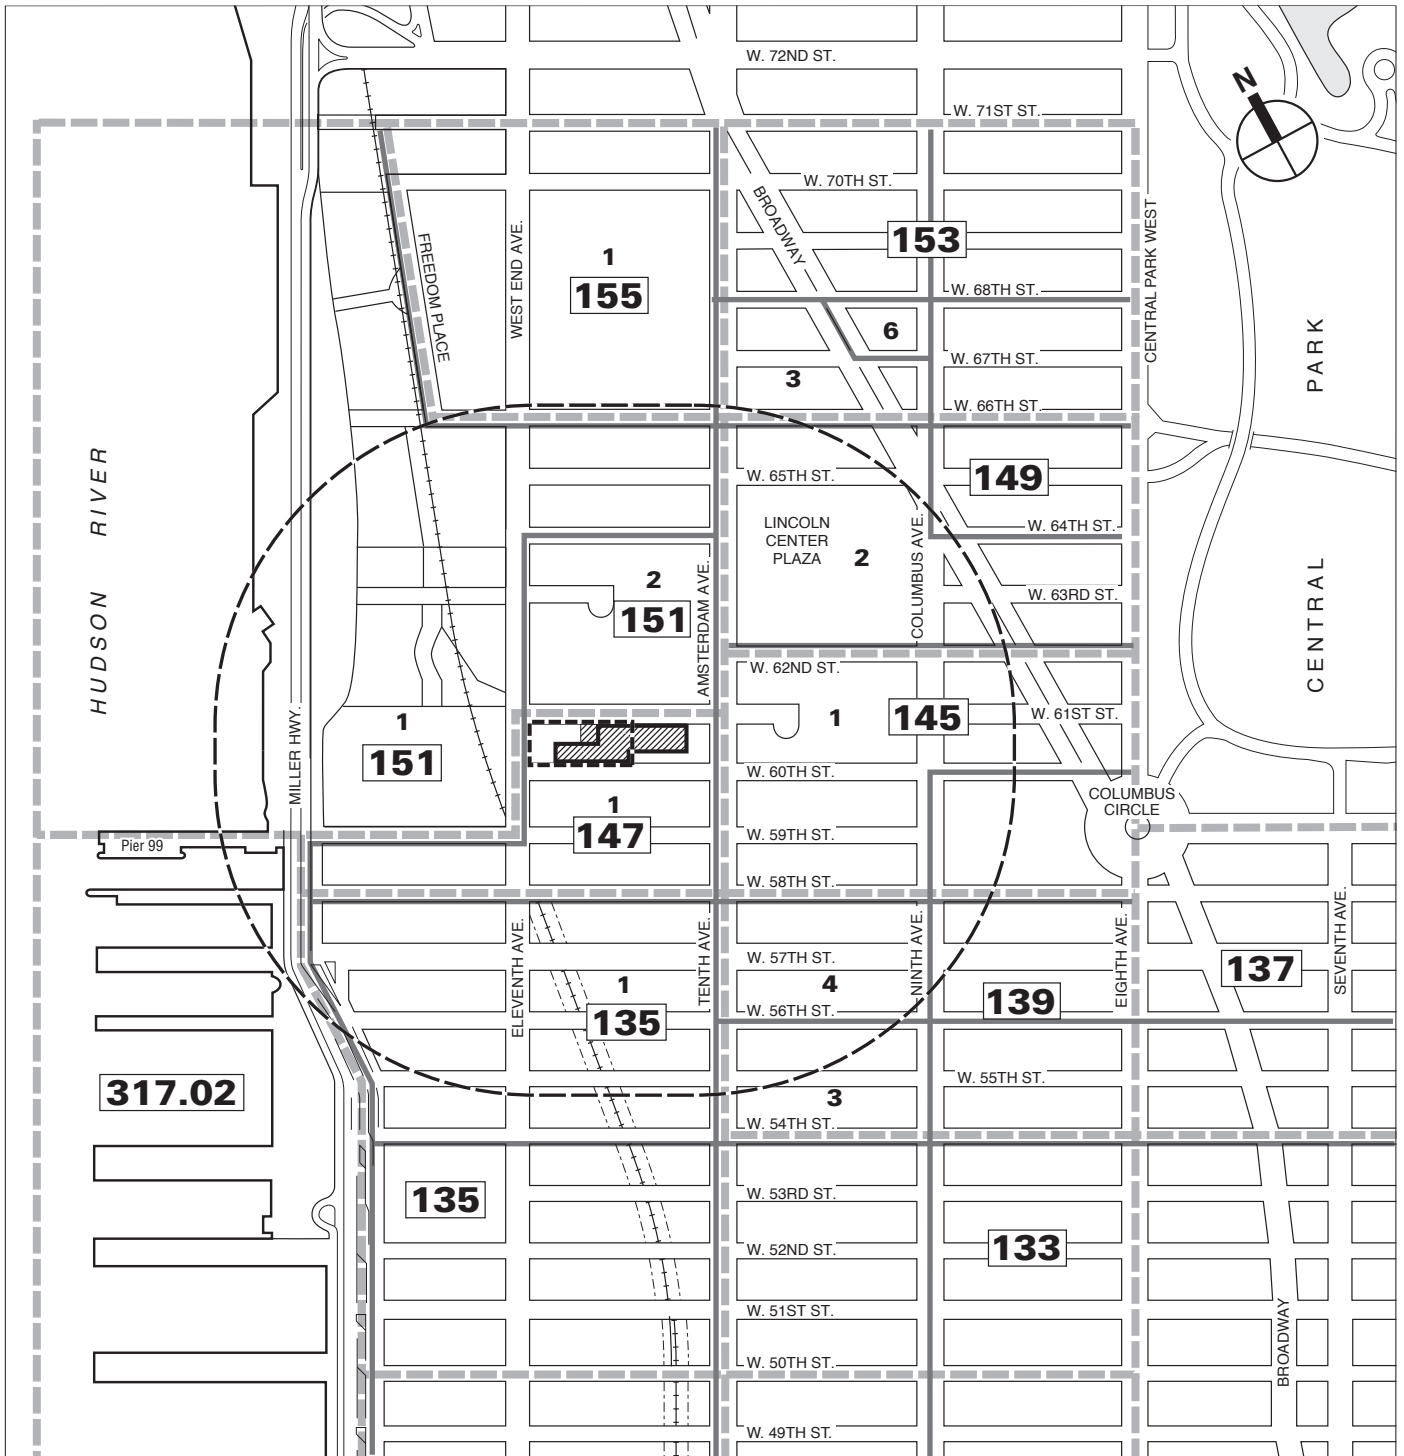 W. 72ND ST.
N
W. 71ST ST.
W. 70TH ST.
BROADWAY
153
CENTRAL PARK WEST
FREEDOM PLACE
WEST END AVE.
1
155
W. 68TH ST.
6
W. 67TH ST.
3
W. 66TH ST.
PARK
CENTRAL
HUDSON RIVER
W. 65TH ST.
149
LINCOLN
CENTER
PLAZA
2
COLUMBUS AVE.
W. 64TH ST.
2
151
AMSTERDAM AVE.
W. 63RD ST.
W. 62ND ST.
1
145
W. 61ST ST.
1
151
MILLER HWY.
W. 60TH ST.
COLUMBUS
CIRCLE
1
147
W. 59TH ST.
Pier 99
W. 58TH ST.
ELEVENTH AVE.
TENTH AVE.
NINTH AVE.
EIGHTH AVE.
SEVENTH AVE.
W. 57TH ST.
137
1
135
4
139
W. 56TH ST.
317.02
W. 55TH ST.
3
W. 54TH ST.
135
W. 53RD ST.
133
W. 52ND ST.
W. 51ST ST.
BROADWAY
W. 50TH ST.
W. 49TH ST.